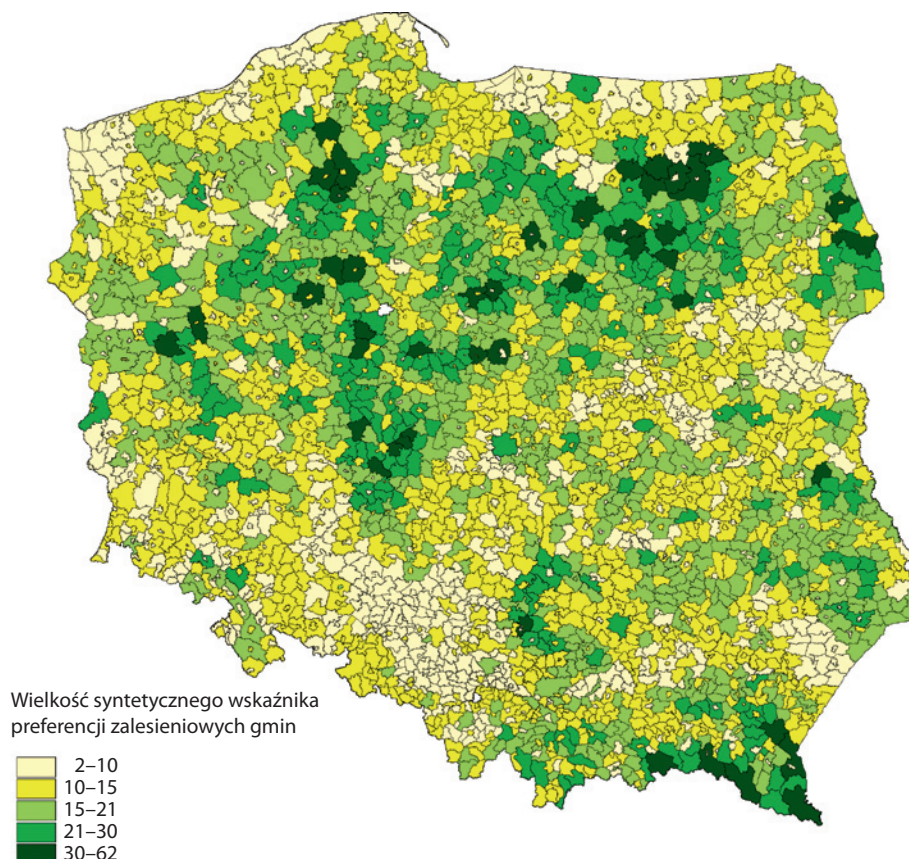 Wielkość syntetycznego wskaźnika
preferencji zalesieniowych gmin
2–10
10–15
15–21
21–30
30–62